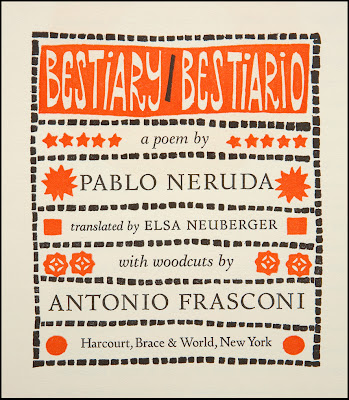 BESTIARY/BESTIARIO
a poem by
PABLO NERUDA
translated by ELSA NEUBERGER
with woodcuts by
ANTONIO FRASCONI
Harcourt, Brace & World, New York